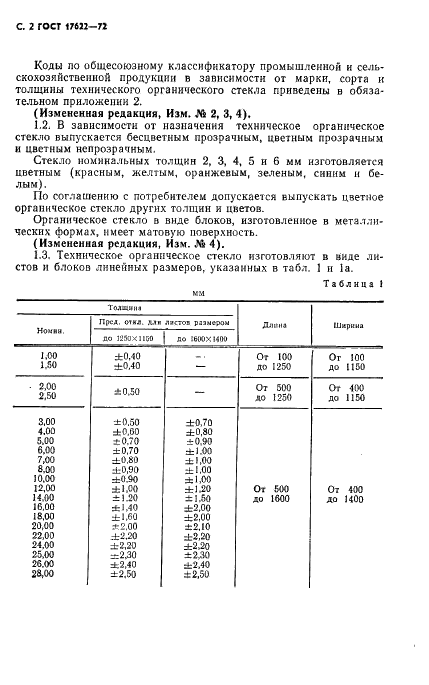 С. 2 ГОСТ 17622—72
Коды по общесоюзному классификатору промышленной и сель-
скохозяйственной продукции в зависимости от марки, сорта и
толщины технического органического стекла приведены в обяза-
тельном приложении 2.
(Измененная редакция, Изм. № 2, 3, 4).
1.2. В зависимости от назначения техническое органическое
стекло выпускается бесцветным прозрачным, цветным прозрачным
и цветным непрозрачным.
Стекло номинальных толщин 2, 3, 4, 5 и 6 мм изготовляется
цветным (красным, желтым, оранжевым, зеленым, синим и бе-
лым).
По соглашению с потребителем допускается выпускать цветное
органическое стекло других толщин и цветов.
Органическое стекло в виде блоков, изготовленное в металли-
ческих формах, имеет матовую поверхность.
(Измененная редакция, Изм. № 4).
1.3. Техническое органическое стекло изготовляют в виде ли-
стов и блоков линейных размеров, указанных в табл. 1 и 1а.
Таблица 1
мм
Толщина
Номин. Пред. откл. для листов размером Длина Ширина
до 1250×1150 до 1600×1400
1,00 ±0,40 — От 100 От 100
1,50 ±0,40 — до 1250 до 1150
2,00 ±0,50 — От 500 От 400
2,50 до 1250 до 1150
3,00 ±0,50 ±0,70
4,00 ±0,60 ±0,80
5,00 ±0,70 ±0,90
6,00 ±0,70 ±1,00
7,00 ±0,80 ±1,00
8,00 ±0,90 ±1,00
10,00 ±0,90 ±1,00
12,00 ±1,00 ±1,20 От 500 От 400
14,00 ±1,20 ±1,50 до 1600 до 1400
16,00 ±1,40 ±2,00
18,00 ±1,60 ±2,00
20,00 ±2,00 ±2,10
22,00 ±2,20 ±2,20
24,00 ±2,20 ±2,20
25,00 ±2,30 ±2,30
26,00 ±2,40 ±2,40
28,00 ±2,50 ±2,50